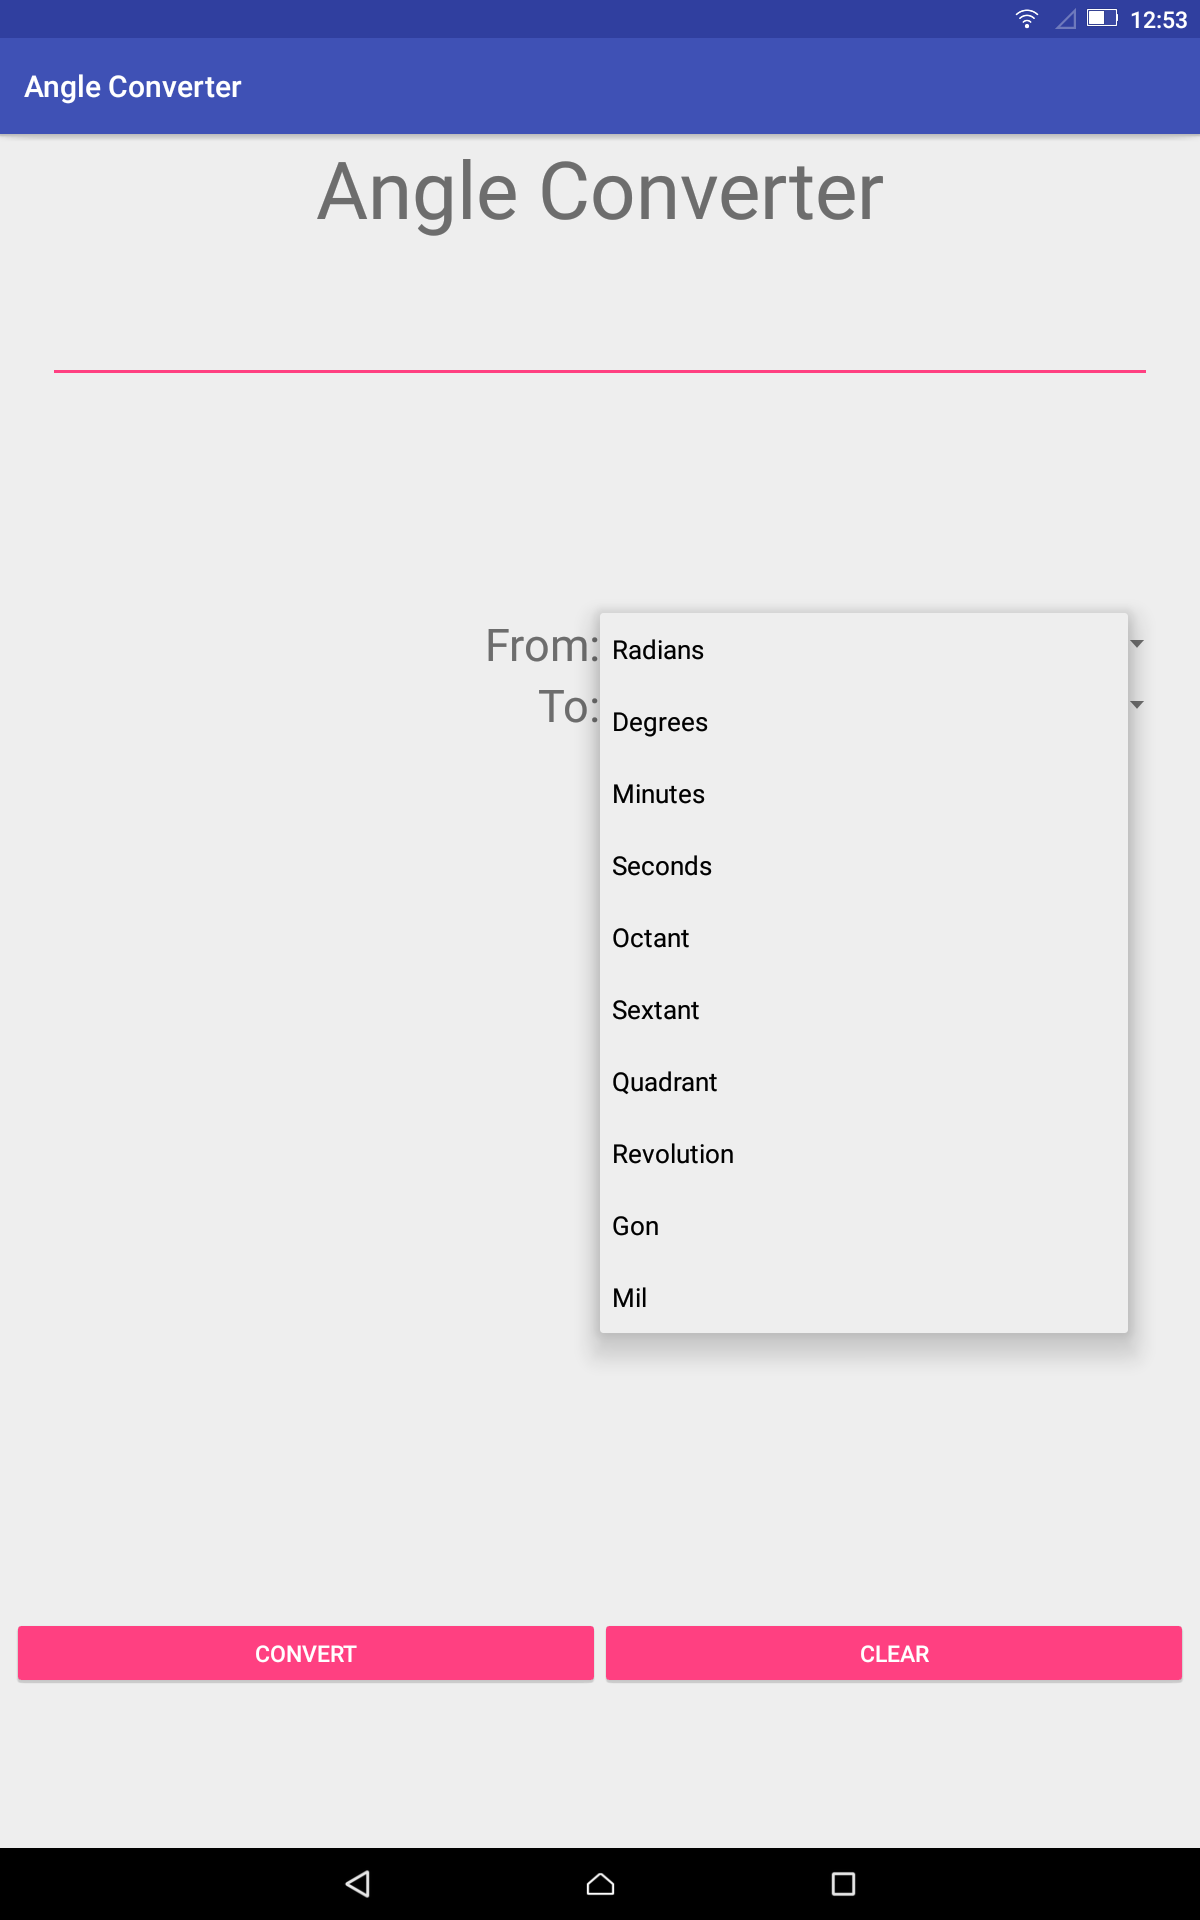 12:53
Angle Converter
Angle Converter
From:
Radians
To:
Degrees
Minutes
Seconds
Octant
Sextant
Quadrant
Revolution
Gon
Mil
CONVERT
CLEAR